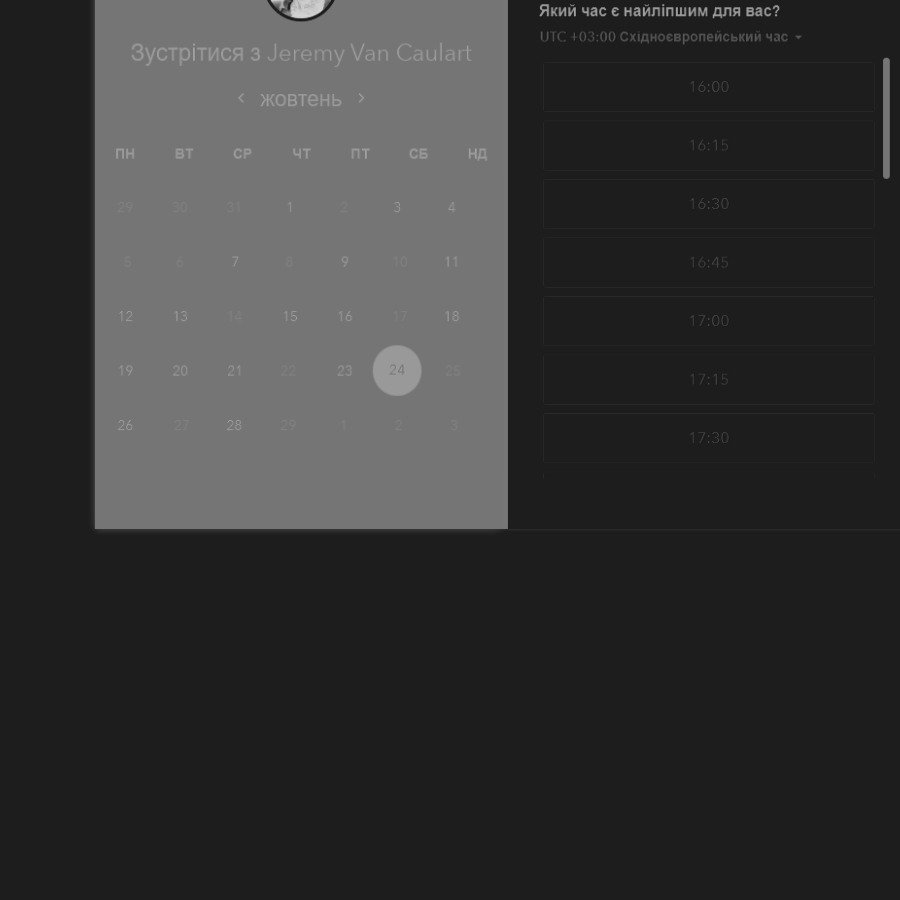 Зустрітися з Jeremy Van Caulart
жовтень
ПН ВТ СР ЧТ ПТ СБ НД
29 30 31 1 2 3 4
5 6 7 8 9 10 11
12 13 14 15 16 17 18
19 20 21 22 23 24 25
26 27 28 29 1 2 3
Який час є найліпшим для вас?
UTC +03:00 Східноєвропейський час
16:00
16:15
16:30
16:45
17:00
17:15
17:30